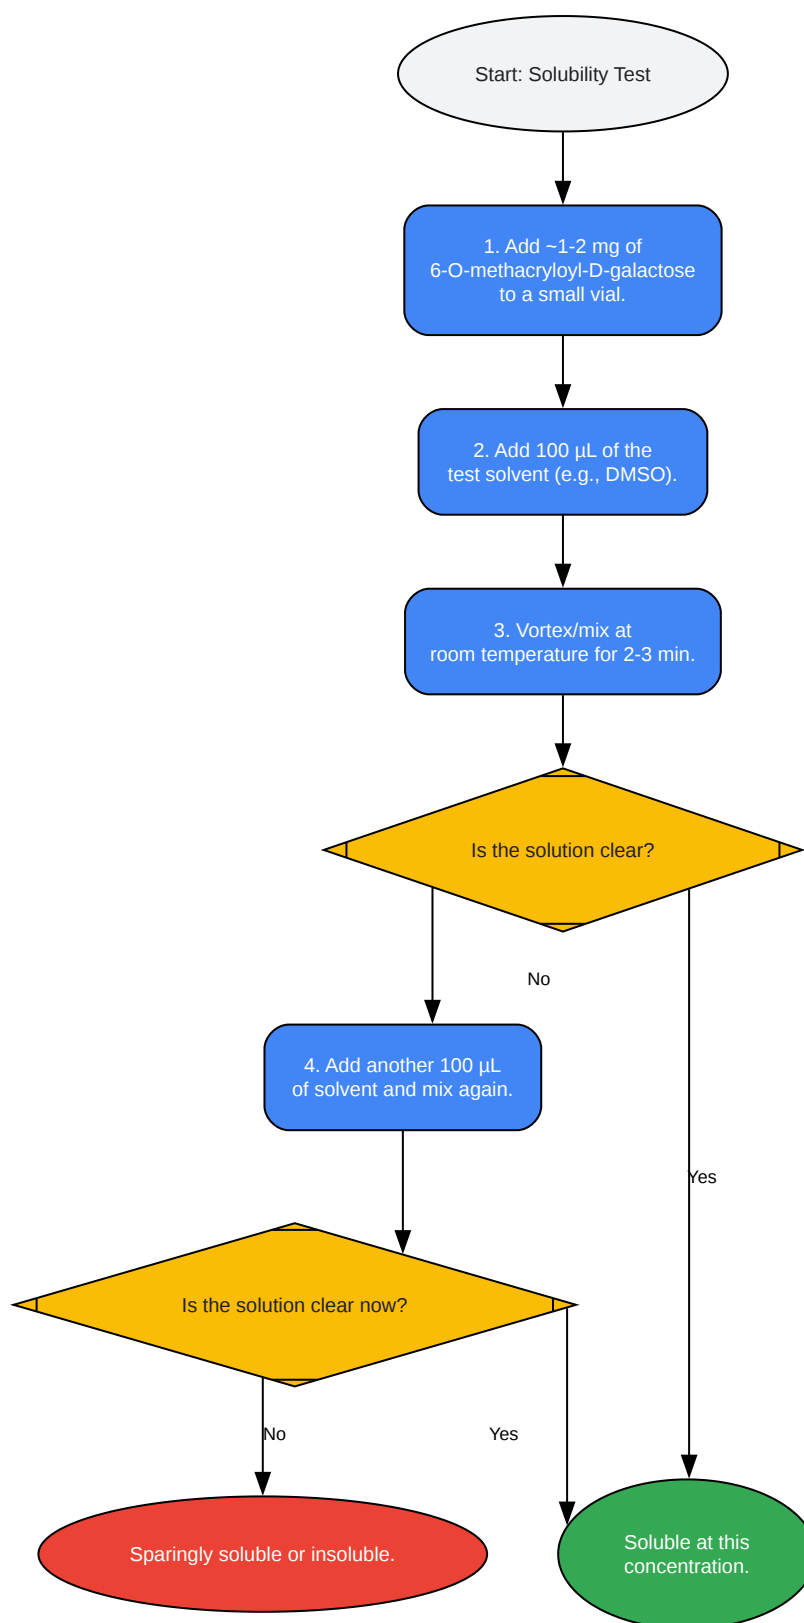 Start: Solubility Test
1. Add ~1-2 mg of
6-O-methacryloyl-D-galactose
to a small vial.
2. Add 100 µL of the
test solvent (e.g., DMSO).
3. Vortex/mix at
room temperature for 2-3 min.
Is the solution clear?
No
4. Add another 100 µL
of solvent and mix again.
Yes
Is the solution clear now?
No
Yes
Sparingly soluble or insoluble.
Soluble at this
concentration.